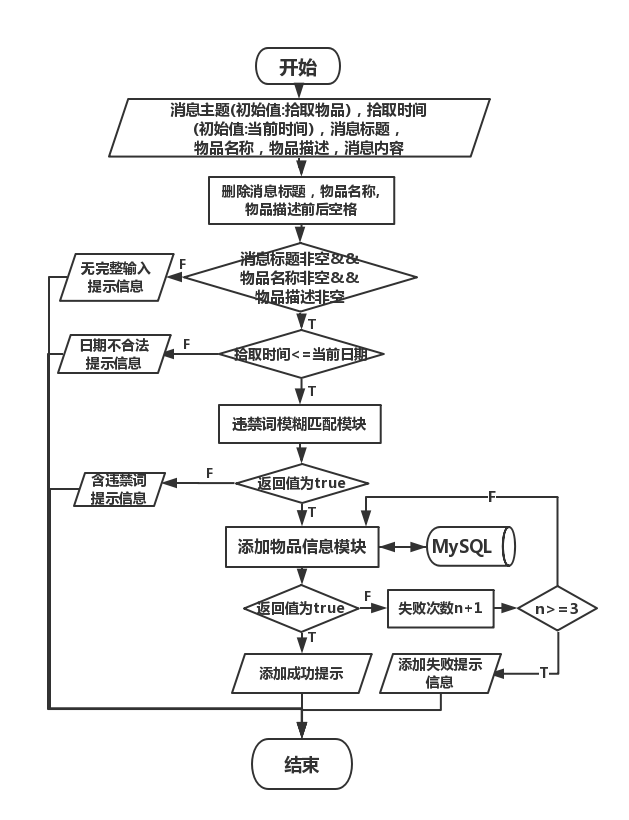 开始
消息主题(初始值:拾取物品)，拾取时间
(初始值:当前时间)，消息标题，
物品名称，物品描述，消息内容
删除消息标题，物品名称,
物品描述前后空格
消息标题非空&&
物品名称非空&&
物品描述非空
F
无完整输入
提示信息
T
拾取时间<=当前日期
F
日期不合法
提示信息
T
违禁词模糊匹配模块
返回值为true
F
含违禁词
提示信息
T
F
添加物品信息模块
MySQL
返回值为true
F
失败次数n+1
n>=3
T
添加成功提示
添加失败提示
信息
T
结束